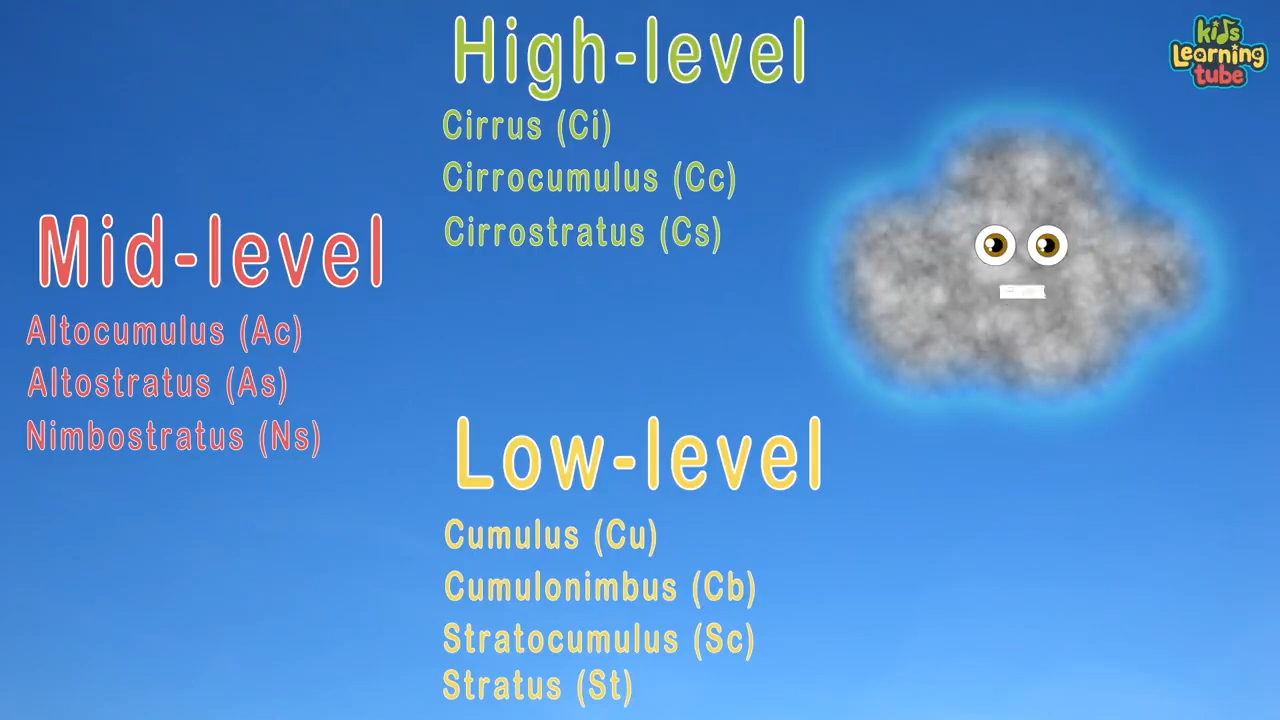 High-level
Cirrus (Ci)
Cirrocumulus (Cc)
Cirrostratus (Cs)
Mid-level
Altocumulus (Ac)
Altostratus (As)
Nimbostratus (Ns)
Low-level
Cumulus (Cu)
Cumulonimbus (Cb)
Stratocumulus (Sc)
Stratus (St)
kids
Learning
tube